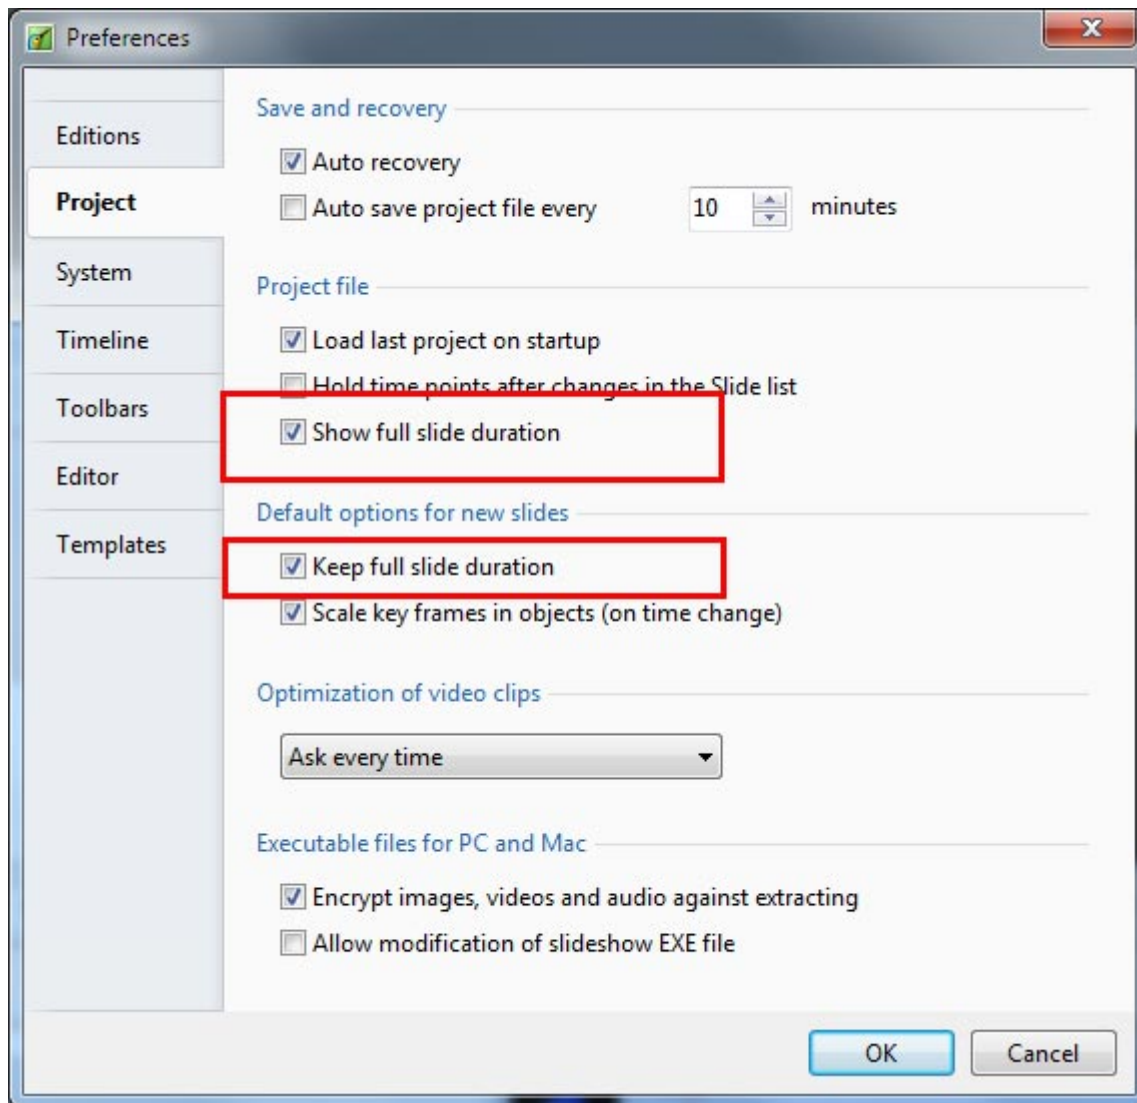 Preferences
Editions
Project
System
Timeline
Toolbars
Editor
Templates
Save and recovery
Auto recovery
Auto save project file every 10 minutes
Project file
Load last project on startup
Hold time points after changes in the Slide list
Show full slide duration
Default options for new slides
Keep full slide duration
Scale key frames in objects (on time change)
Optimization of video clips
Ask every time
Executable files for PC and Mac
Encrypt images, videos and audio against extracting
Allow modification of slideshow EXE file
OK Cancel